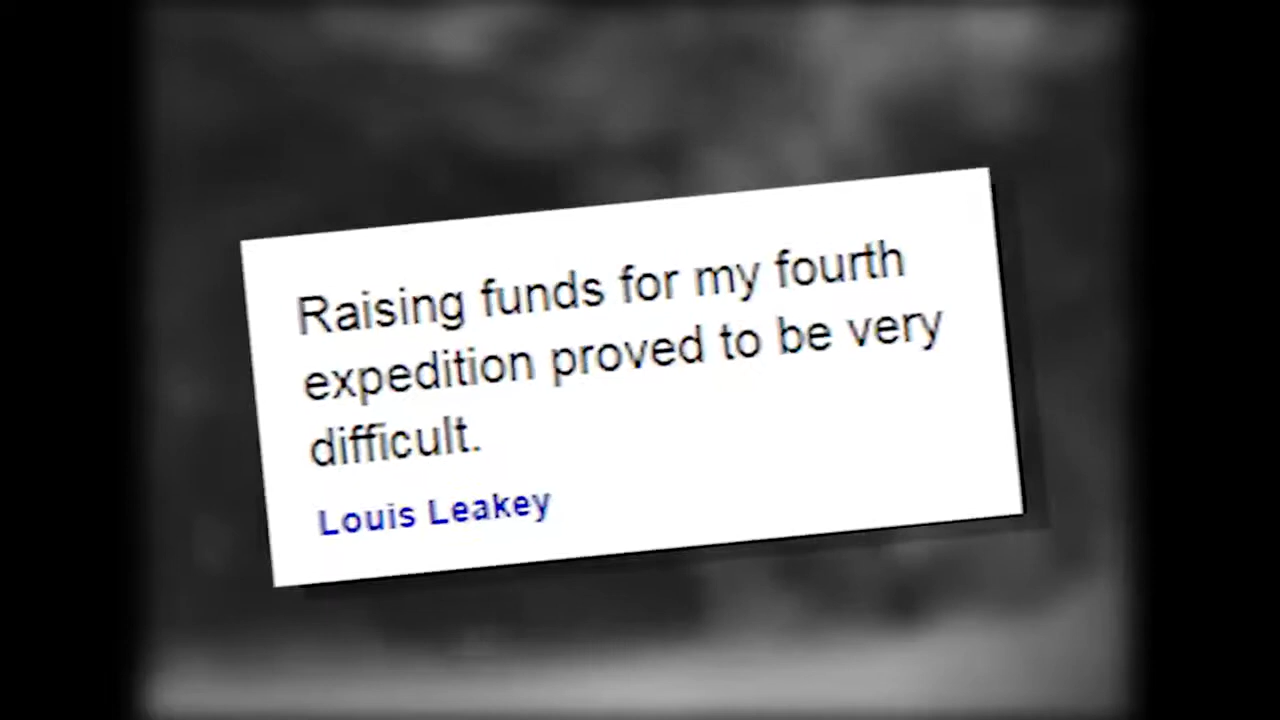 Raising funds for my fourth
expedition proved to be very
difficult.
Louis Leakey